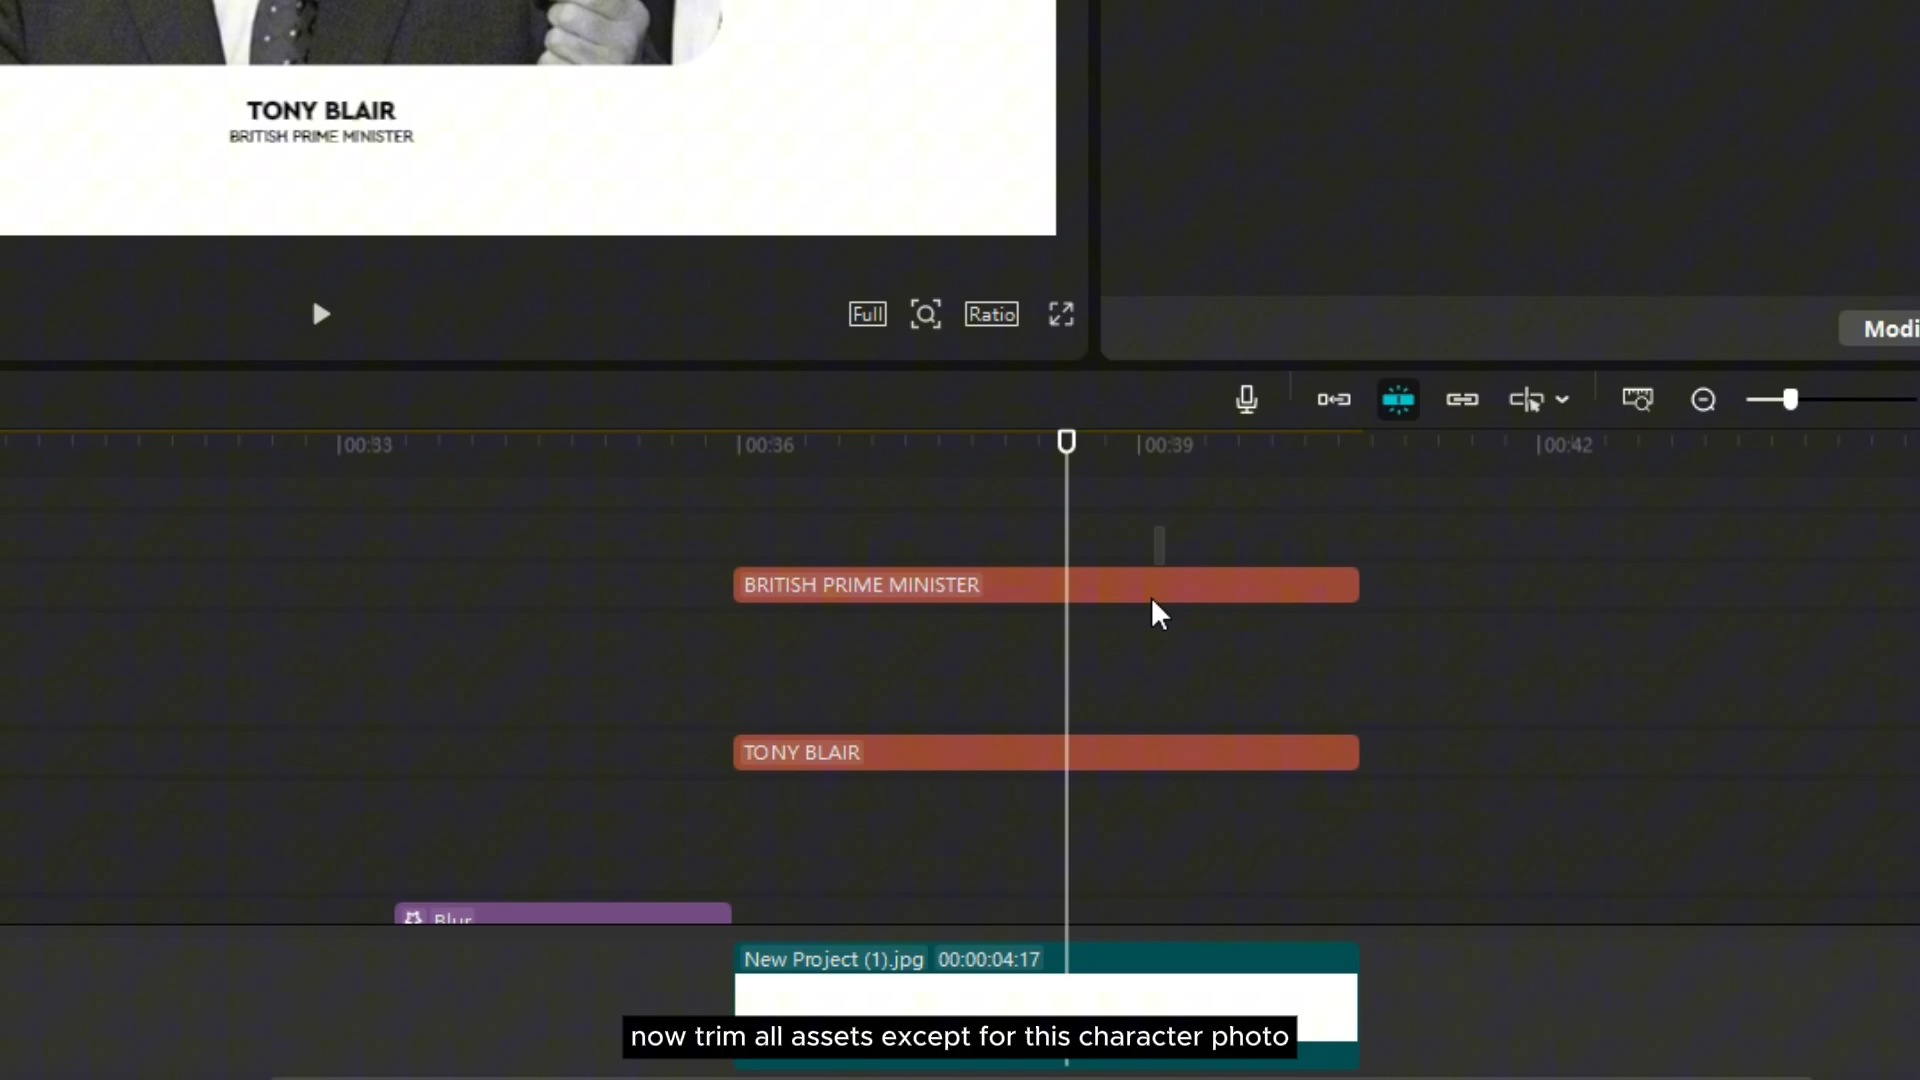 TONY BLAIR
BRITISH PRIME MINISTER
Full
Ratio
Modi
00:33
00:36
00:39
00:42
BRITISH PRIME MINISTER
TONY BLAIR
Blur
New Project (1).jpg 00:00:04:17
now trim all assets except for this character photo